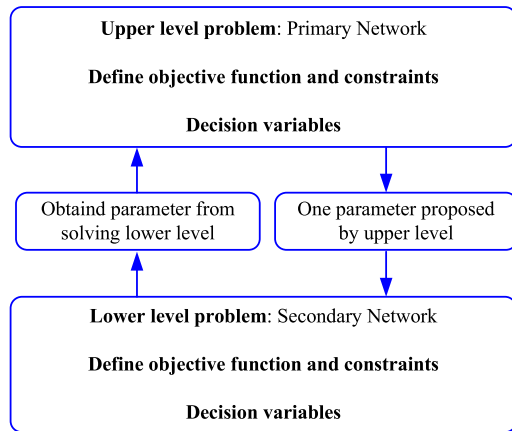 Upper level problem: Primary Network
Define objective function and constraints
Decision variables
Obtaind parameter from
solving lower level
One parameter proposed
by upper level
Lower level problem: Secondary Network
Define objective function and constraints
Decision variables